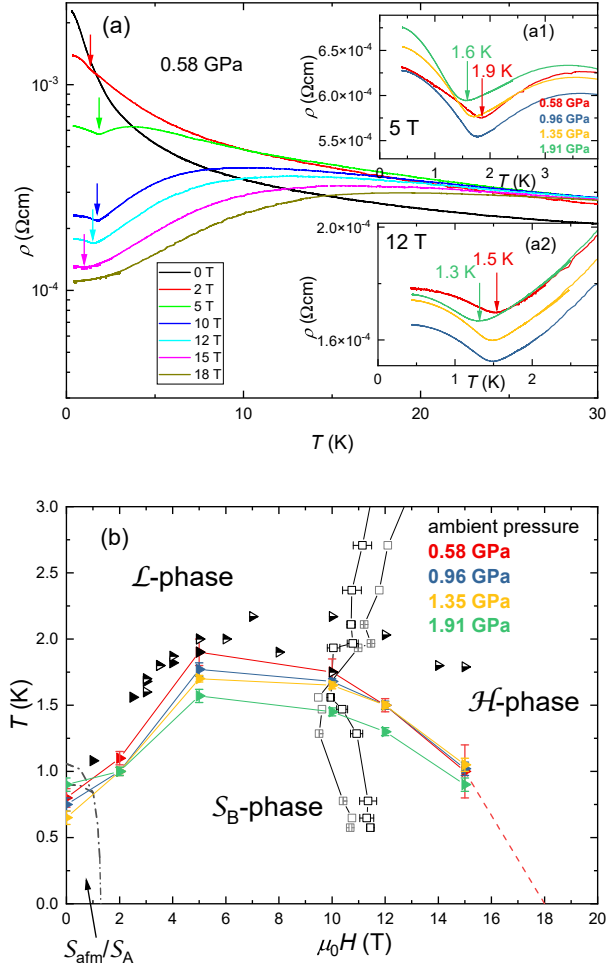 (a)
0.58 GPa
10⁻³
10⁻⁴
ρ (Ωcm)
0 T
2 T
5 T
10 T
12 T
15 T
18 T
0
5
10
15
20
25
30
T (K)
(a1)
6.75×10⁻⁴
6.00×10⁻⁴
5.25×10⁻⁴
ρ (Ωcm)
1.6 K
1.9 K
0.58 GPa
0.96 GPa
1.35 GPa
1.91 GPa
5 T
0
1
2
3
T (K)
12 T
(a2)
2.0×10⁻⁴
1.6×10⁻⁴
ρ (Ωcm)
1.3 K
1.5 K
0
1
2
T (K)
(b)
ambient pressure
0.58 GPa
0.96 GPa
1.35 GPa
1.91 GPa
ℒ-phase
ℋ-phase
S_B-phase
3.0
2.5
2.0
1.5
1.0
0.5
0.0
T (K)
0
2
4
6
8
10
12
14
16
18
20
S_afm/S_A
μ₀H (T)